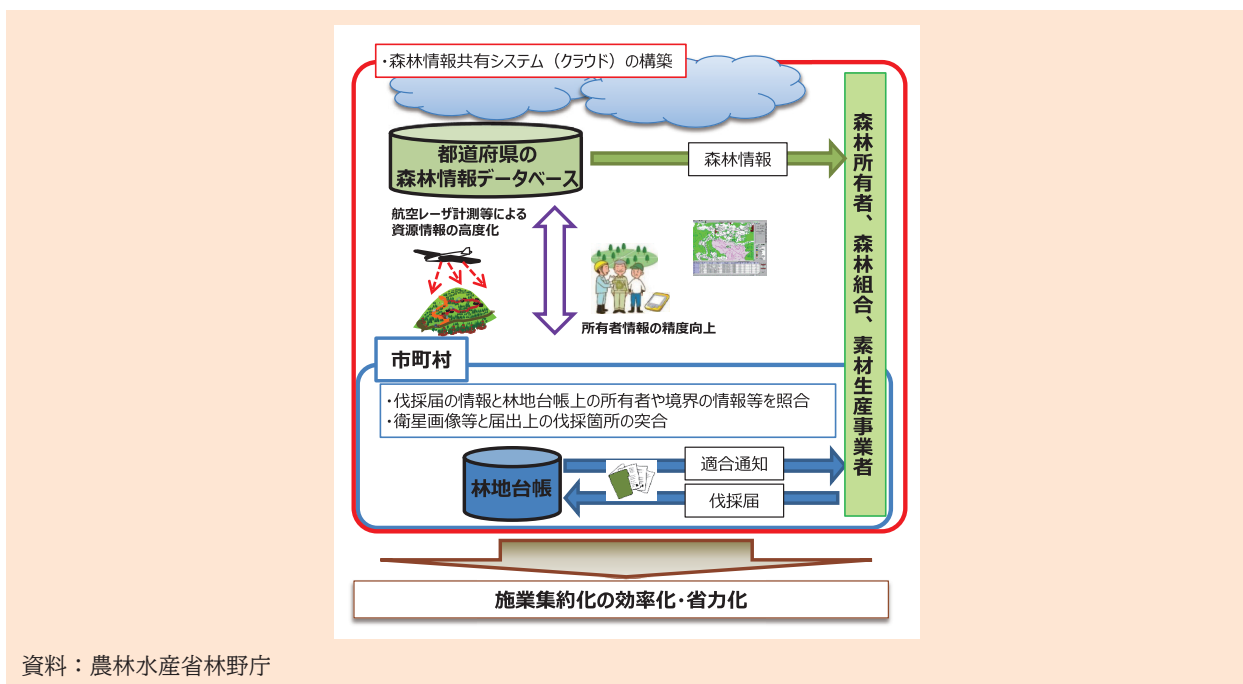 ・森林情報共有システム（クラウド）の構築
都道府県の
森林情報データベース
森林情報
森林所有者、森林組合、素材生産事業者
航空レーザ計測等による
資源情報の高度化
所有者情報の精度向上
市町村
・伐採届の情報と林地台帳上の所有者や境界の情報等を照合
・衛星画像等と届出上の伐採箇所の突合
林地台帳
適合通知
伐採届
施業集約化の効率化・省力化
資料：農林水産省林野庁